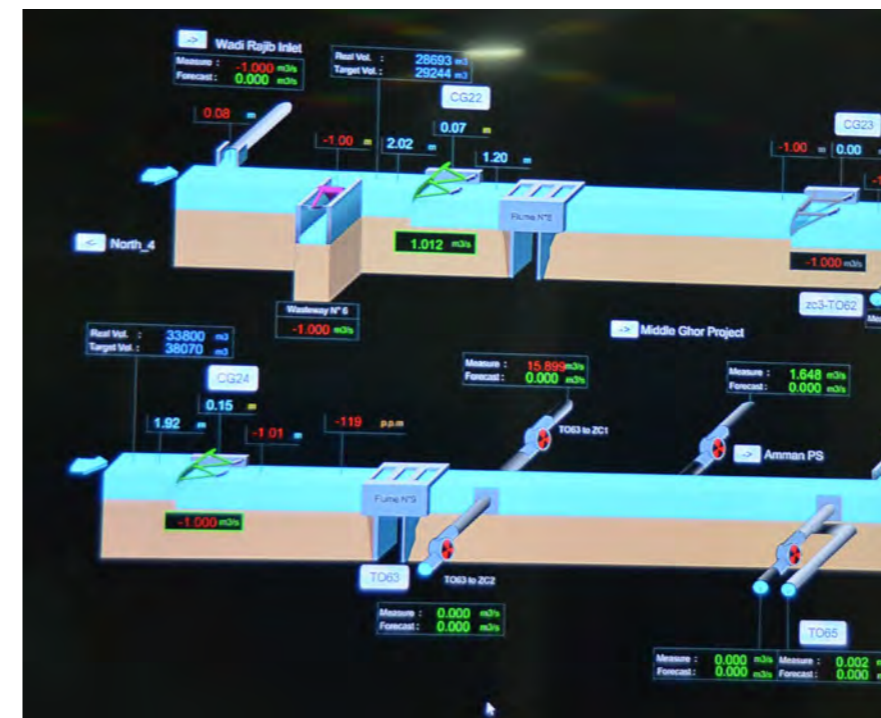 -> Wadi Rajib Inlet
Measure : -1.000 m3/s
Forecast : 0.000 m3/s
Real Vol. : 28693 m3
Target Vol. : 29244 m3
CG22
CG23
0.08 m
-1.00 m
2.02 m
0.07 m
1.20 m
-1.00 m
0.00
Flume N°8
<- North_4
1.012 m3/s
-1.000 m3/s
Wasteway N° 6
-1.000 m3/s
zc3-TO62
-> Middle Ghor Project
Real Vol. : 33800 m3
Target Vol. : 38070 m3
CG24
Measure : 15.899 m3/s
Forecast : 0.000 m3/s
Measure : 1.648 m3/s
Forecast : 0.000 m3/s
1.92 m
0.15 m
-1.01 m
-119 p.p.m
TO63 to ZC1
-> Amman PS
Flume N°9
-1.000 m3/s
TO63
TO63 to ZC2
Measure : 0.000 m3/s
Forecast : 0.000 m3/s
TO65
Measure : 0.000 m3/s
Forecast : 0.000 m3/s
Measure : 0.002
Forecast : 0.000